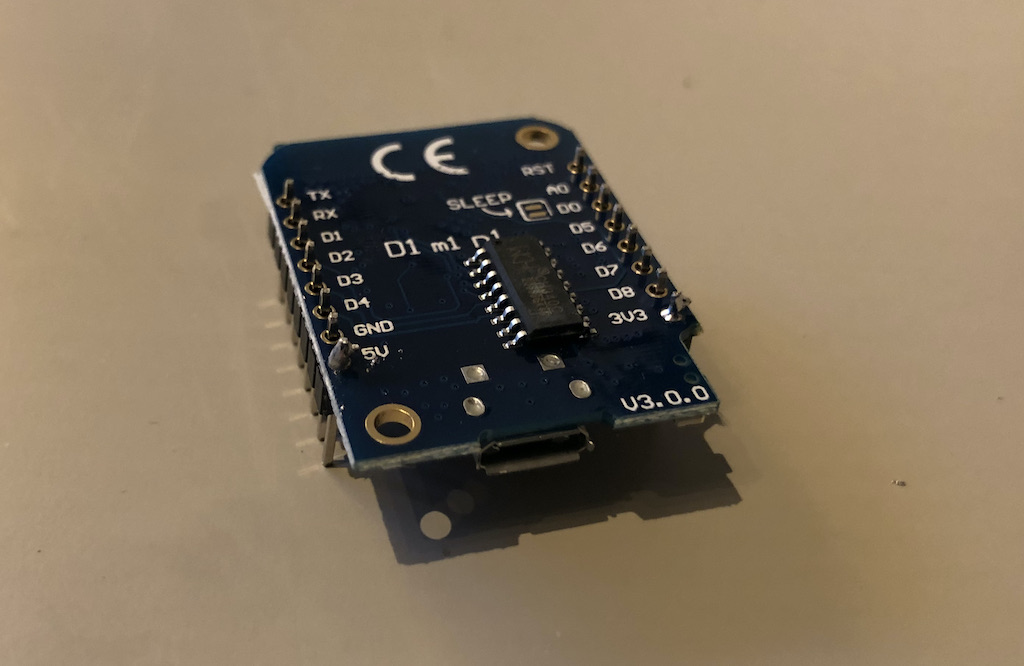 CE
TX
RX
D1
D2
D3
D4
GND
5V
RST
A0
D0
D5
D6
D7
D8
3V3
SLEEP
D1 mini
V3.0.0